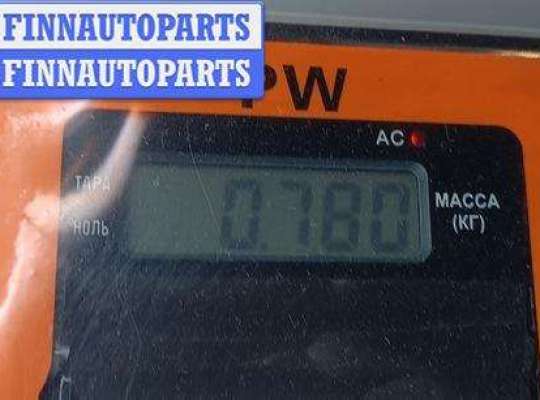 FINNAUTOPARTS
FINNAUTOPARTS
PW
AC
ТАРА
0.780
МАССА
(КГ)
НОЛЬ